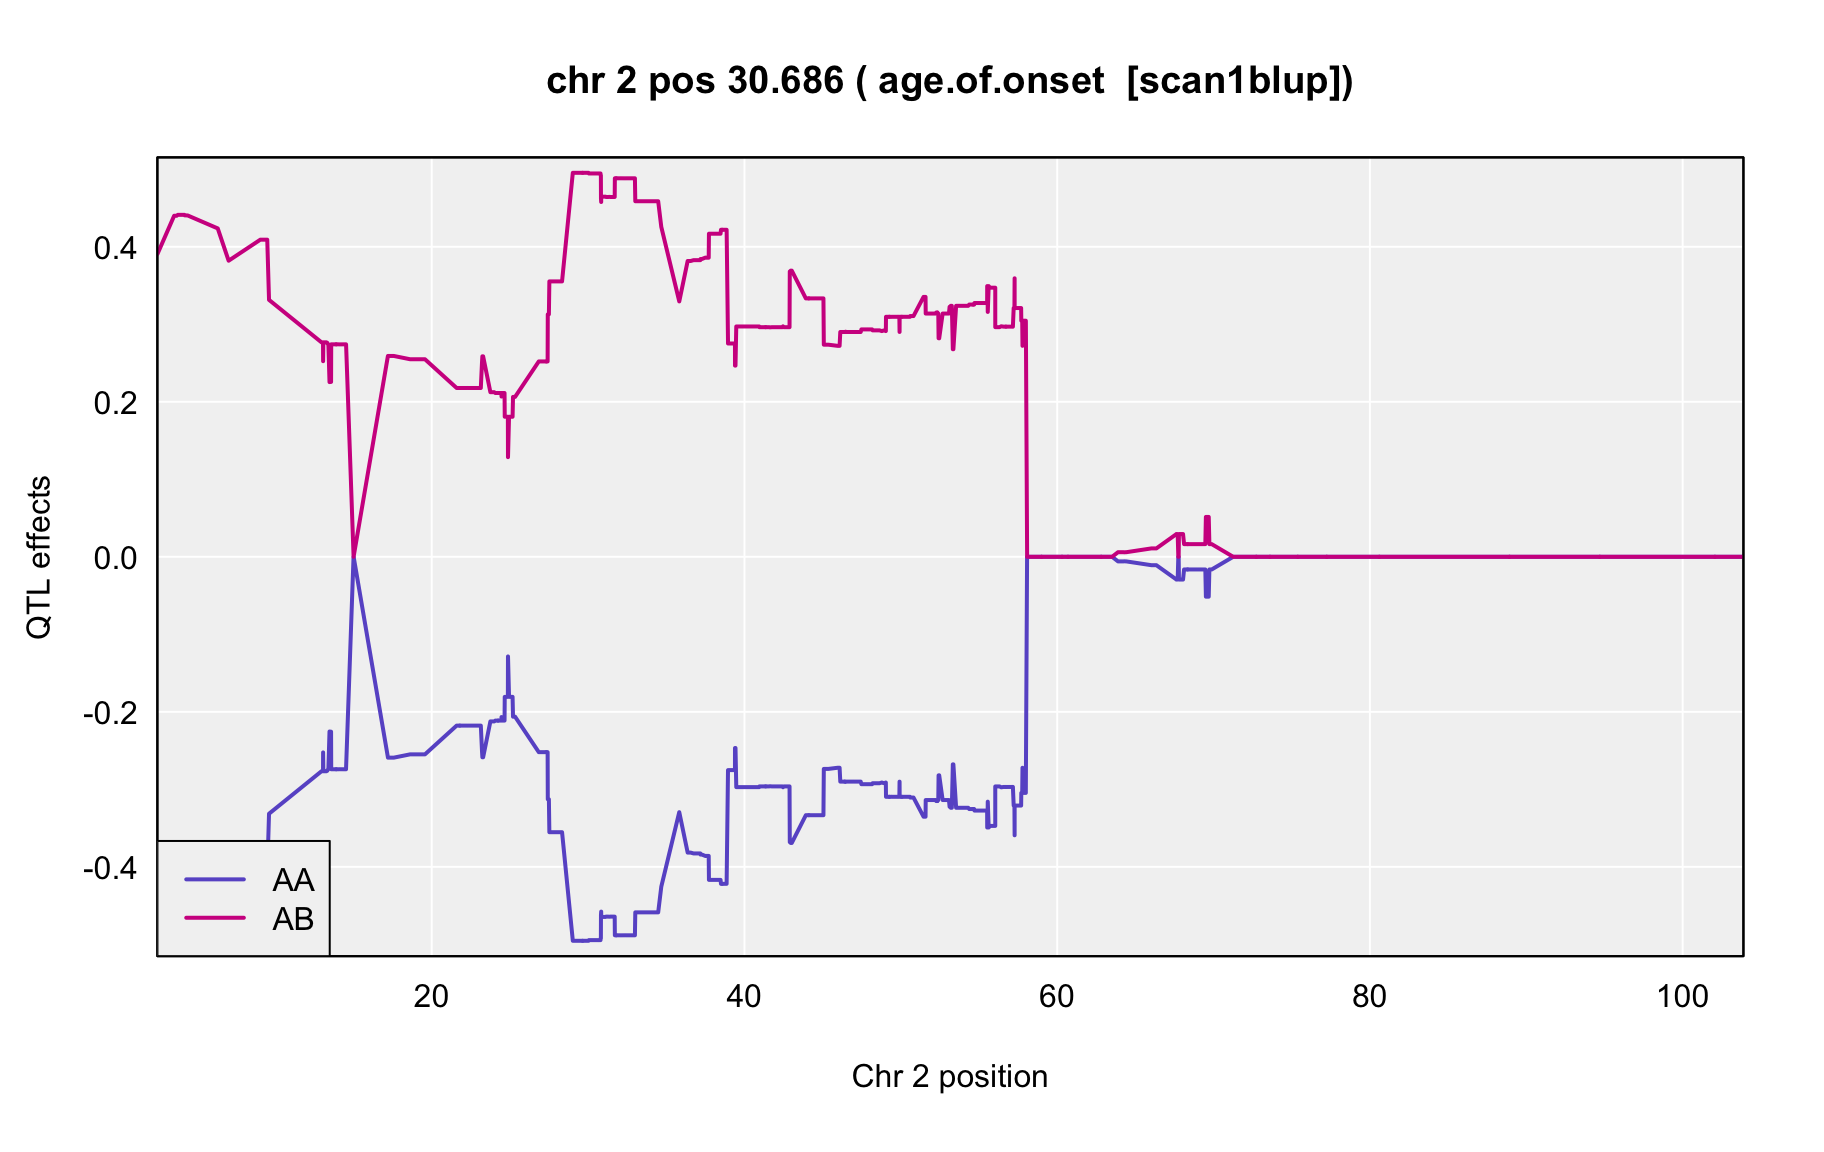 chr 2 pos 30.686 ( age.of.onset  [scan1blup])
QTL effects
0.4
0.2
0.0
-0.2
-0.4
AA
AB
20 40 60 80 100
Chr 2 position